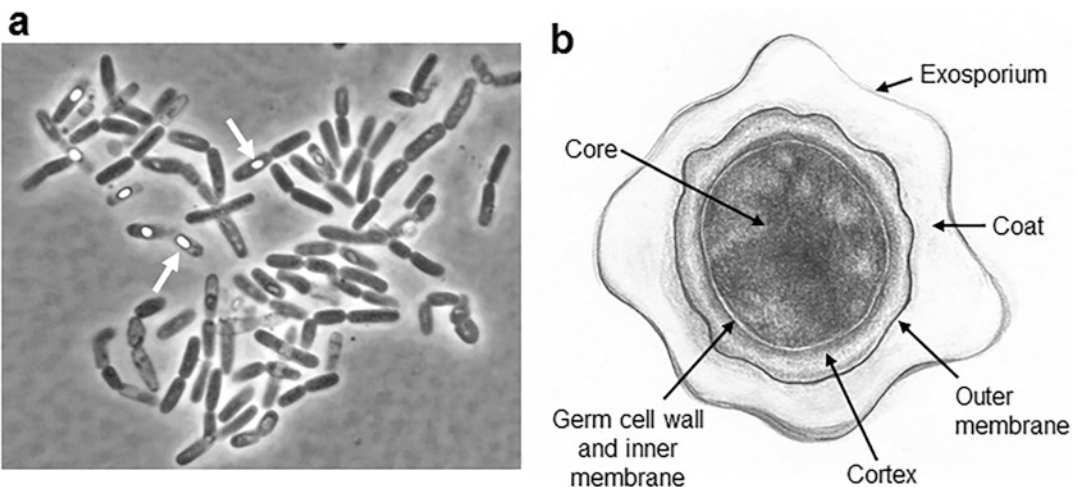 a
b
Exosporium
Core
Coat
Germ cell wall
and inner
membrane
Outer
membrane
Cortex